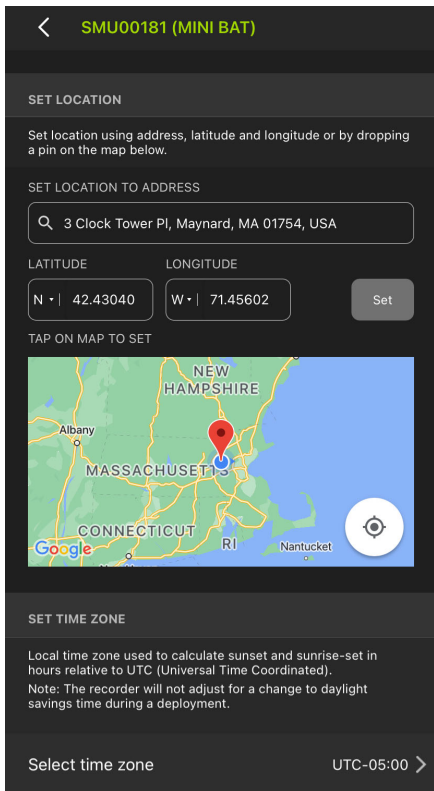 SMU00181 (MINI BAT)
SET LOCATION
Set location using address, latitude and longitude or by dropping
a pin on the map below.
SET LOCATION TO ADDRESS
3 Clock Tower Pl, Maynard, MA 01754, USA
LATITUDE LONGITUDE
N 42.43040 W 71.45602 Set
TAP ON MAP TO SET
NEW
HAMPSHIRE
Albany
MASSACHUSETTS
CONNECTICUT
RI
Nantucket
Google
SET TIME ZONE
Local time zone used to calculate sunset and sunrise-set in
hours relative to UTC (Universal Time Coordinated).
Note: The recorder will not adjust for a change to daylight
savings time during a deployment.
Select time zone UTC-05:00